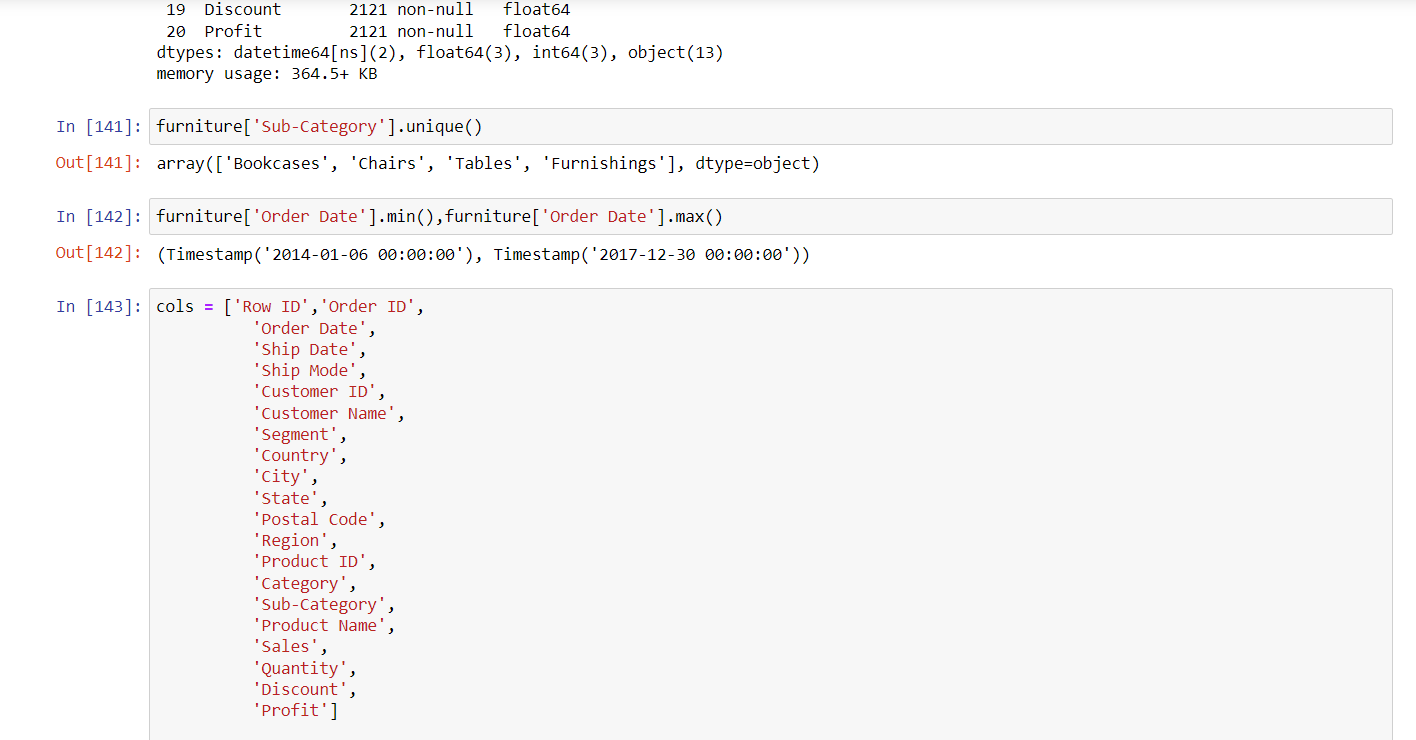 19  Discount       2121 non-null   float64
20  Profit         2121 non-null   float64
dtypes: datetime64[ns](2), float64(3), int64(3), object(13)
memory usage: 364.5+ KB
In [141]: furniture['Sub-Category'].unique()
Out[141]: array(['Bookcases', 'Chairs', 'Tables', 'Furnishings'], dtype=object)
In [142]: furniture['Order Date'].min(),furniture['Order Date'].max()
Out[142]: (Timestamp('2014-01-06 00:00:00'), Timestamp('2017-12-30 00:00:00'))
In [143]: cols = ['Row ID','Order ID',
'Order Date',
'Ship Date',
'Ship Mode',
'Customer ID',
'Customer Name',
'Segment',
'Country',
'City',
'State',
'Postal Code',
'Region',
'Product ID',
'Category',
'Sub-Category',
'Product Name',
'Sales',
'Quantity',
'Discount',
'Profit']